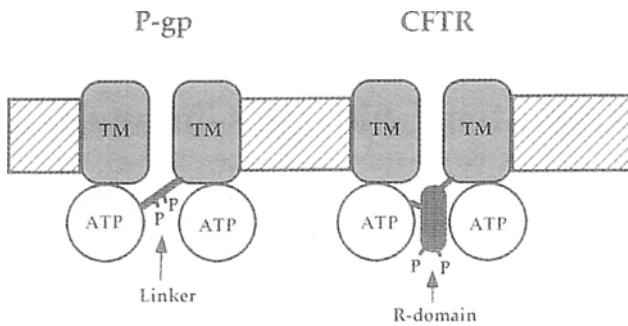 P-gp CFTR
TM TM TM TM
ATP P P ATP ATP P P ATP
Linker
R-domain